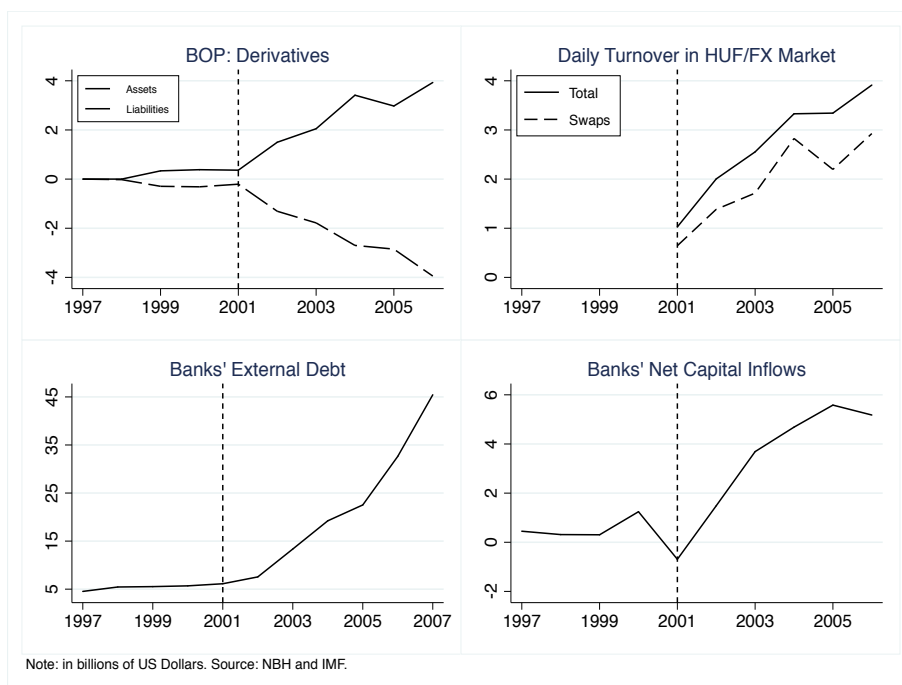 BOP: Derivatives
Assets
Liabilities
4
2
0
-2
-4
1997 1999 2001 2003 2005
Daily Turnover in HUF/FX Market
Total
Swaps
4
3
2
1
0
1997 1999 2001 2003 2005
Banks' External Debt
45
35
25
15
5
1997 1999 2001 2003 2005 2007
Banks' Net Capital Inflows
6
4
2
0
-2
1997 1999 2001 2003 2005
Note: in billions of US Dollars. Source: NBH and IMF.